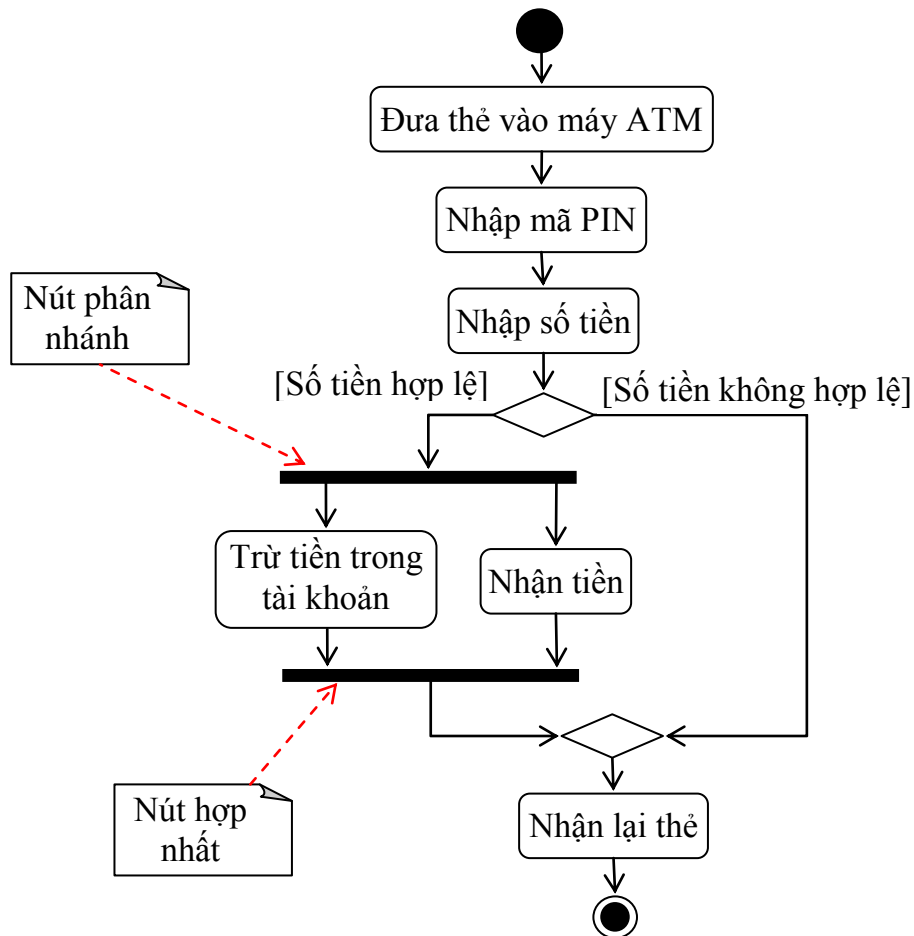 Đưa thẻ vào máy ATM
Nhập mã PIN
Nút phân
nhánh
Nhập số tiền
[Số tiền hợp lệ]
[Số tiền không hợp lệ]
Trừ tiền trong
tài khoản
Nhận tiền
Nút hợp
nhất
Nhận lại thẻ